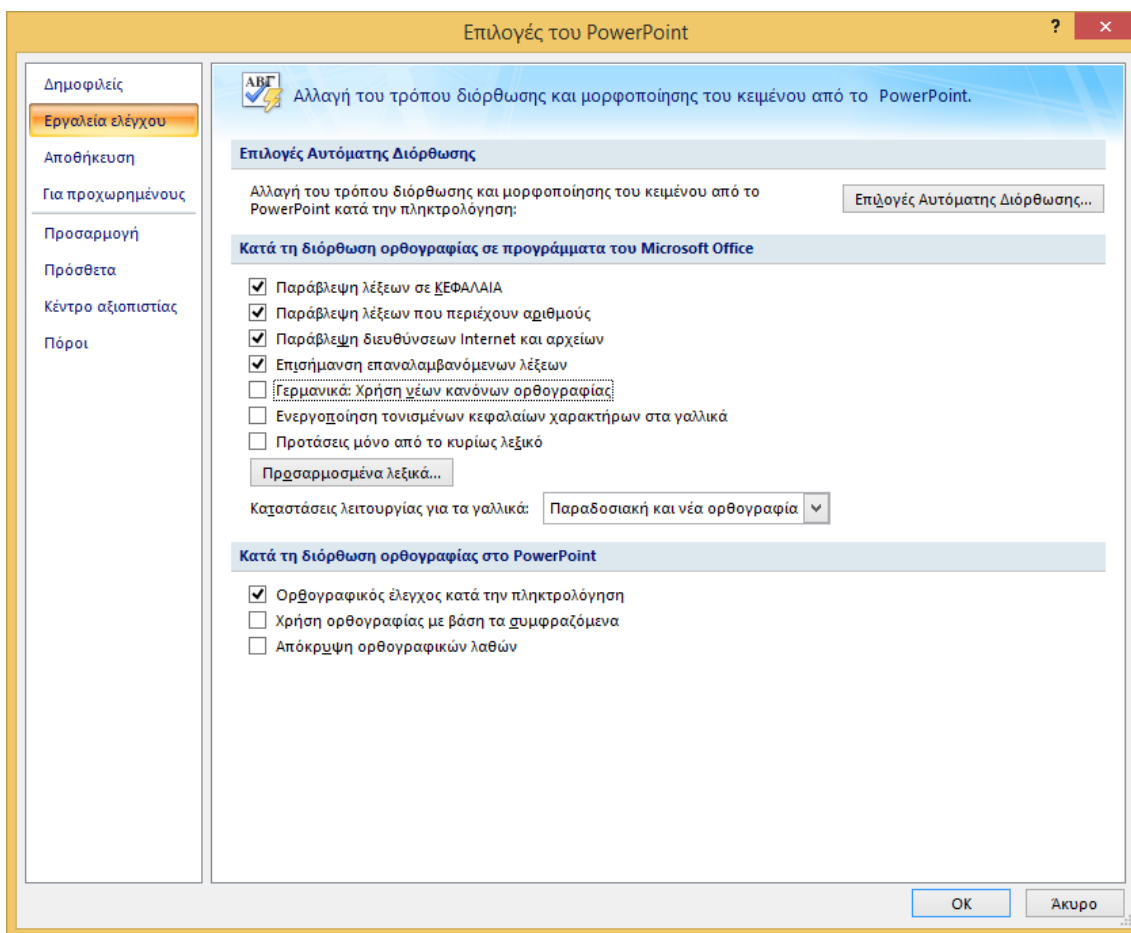 Επιλογές του PowerPoint
?
Δημοφιλείς
Εργαλεία ελέγχου
Αποθήκευση
Για προχωρημένους
Προσαρμογή
Πρόσθετα
Κέντρο αξιοπιστίας
Πόροι
ΑΒΓ
Αλλαγή του τρόπου διόρθωσης και μορφοποίησης του κειμένου από το PowerPoint.
Επιλογές Αυτόματης Διόρθωσης
Αλλαγή του τρόπου διόρθωσης και μορφοποίησης του κειμένου από το
PowerPoint κατά την πληκτρολόγηση:
Επιλογές Αυτόματης Διόρθωσης...
Κατά τη διόρθωση ορθογραφίας σε προγράμματα του Microsoft Office
Παράβλεψη λέξεων σε ΚΕΦΑΛΑΙΑ
Παράβλεψη λέξεων που περιέχουν αριθμούς
Παράβλεψη διευθύνσεων Internet και αρχείων
Επισήμανση επαναλαμβανόμενων λέξεων
Γερμανικά: Χρήση νέων κανόνων ορθογραφίας
Ενεργοποίηση τονισμένων κεφαλαίων χαρακτήρων στα γαλλικά
Προτάσεις μόνο από το κυρίως λεξικό
Προσαρμοσμένα λεξικά...
Καταστάσεις λειτουργίας για τα γαλλικά: Παραδοσιακή και νέα ορθογραφία
Κατά τη διόρθωση ορθογραφίας στο PowerPoint
Ορθογραφικός έλεγχος κατά την πληκτρολόγηση
Χρήση ορθογραφίας με βάση τα συμφραζόμενα
Απόκρυψη ορθογραφικών λαθών
OK
Άκυρο